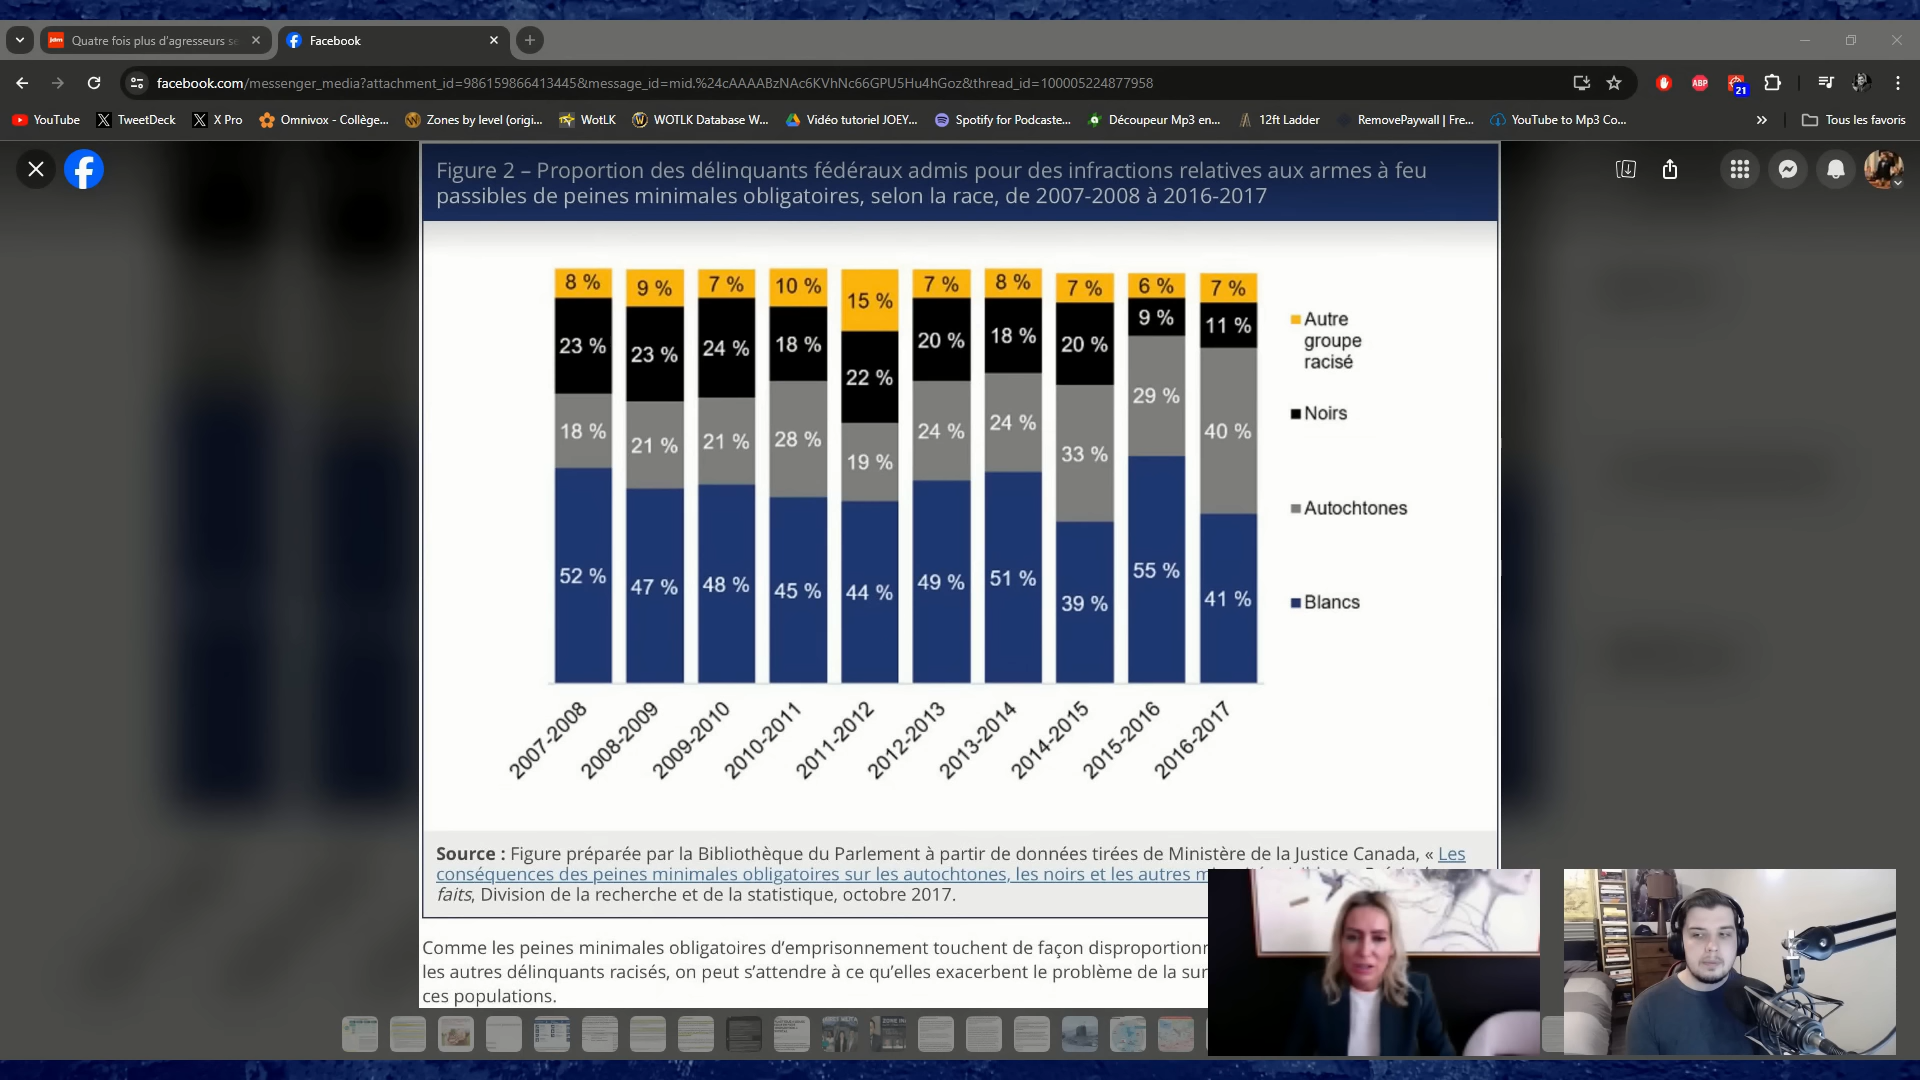 jdm Quatre fois plus d'agresseurs se
Facebook
facebook.com/messenger_media?attachment_id=986159866413445&message_id=mid.%24cAAAABzNAc6KVhNc66GPU5Hu4hGoz&thread_id=100005224877958
ABP
21
YouTube
TweetDeck
X Pro
Omnivox - Collège...
Zones by level (origi...
WotLK
WOTLK Database W...
Vidéo tutoriel JOEY...
Spotify for Podcaste...
Découpeur Mp3 en...
12ft Ladder
RemovePaywall | Fre...
YouTube to Mp3 Co...
Tous les favoris
Figure 2 – Proportion des délinquants fédéraux admis pour des infractions relatives aux armes à feu
passibles de peines minimales obligatoires, selon la race, de 2007-2008 à 2016-2017
8 % 9 % 7 % 10 % 15 % 7 % 8 % 7 % 6 % 7 %
23 % 23 % 24 % 18 % 22 % 20 % 18 % 20 % 9 % 11 %
18 % 21 % 21 % 28 % 19 % 24 % 24 % 33 % 29 % 40 %
52 % 47 % 48 % 45 % 44 % 49 % 51 % 39 % 55 % 41 %
Autre
groupe
racisé
Noirs
Autochtones
Blancs
2007-2008 2008-2009 2009-2010 2010-2011 2011-2012 2012-2013 2013-2014 2014-2015 2015-2016 2016-2017
Source : Figure préparée par la Bibliothèque du Parlement à partir de données tirées de Ministère de la Justice Canada, « Les
conséquences des peines minimales obligatoires sur les autochtones, les noirs et les autres
faits, Division de la recherche et de la statistique, octobre 2017.
Comme les peines minimales obligatoires d'emprisonnement touchent de façon disproportionn
les autres délinquants racisés, on peut s'attendre à ce qu'elles exacerbent le problème de la sur
ces populations.